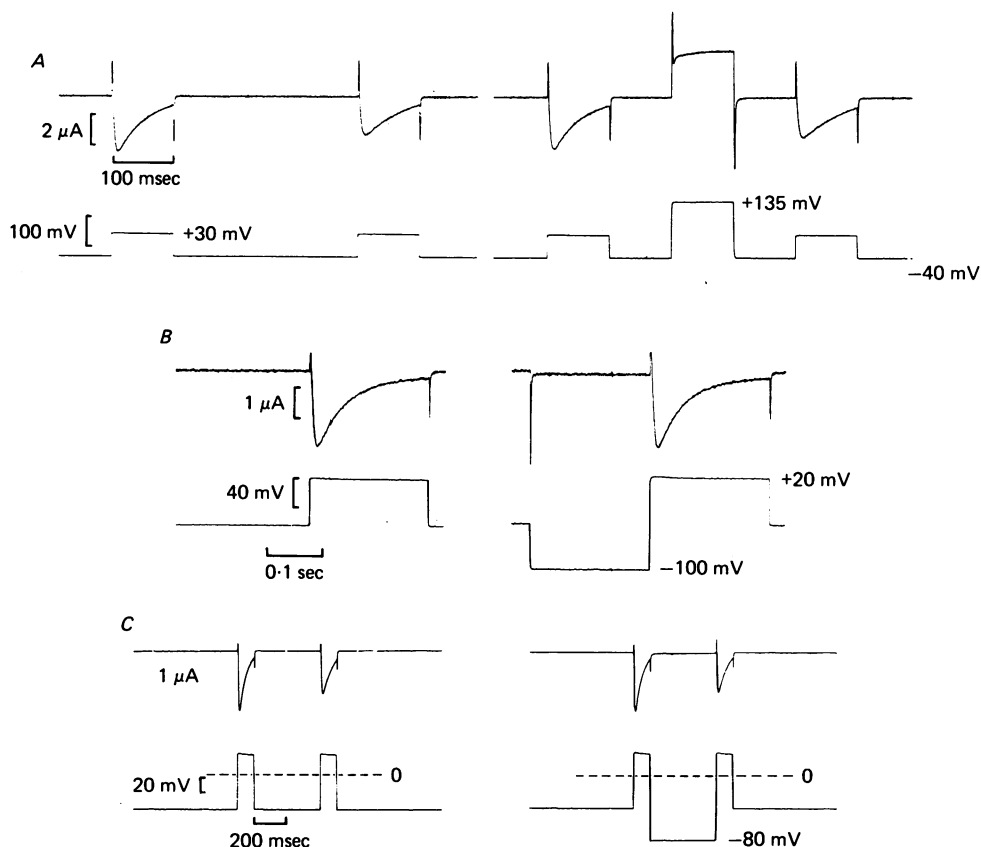 A
2 μA
100 msec
100 mV
+30 mV
+135 mV
−40 mV
B
1 μA
40 mV
0·1 sec
+20 mV
−100 mV
C
1 μA
20 mV
0
200 msec
0
−80 mV